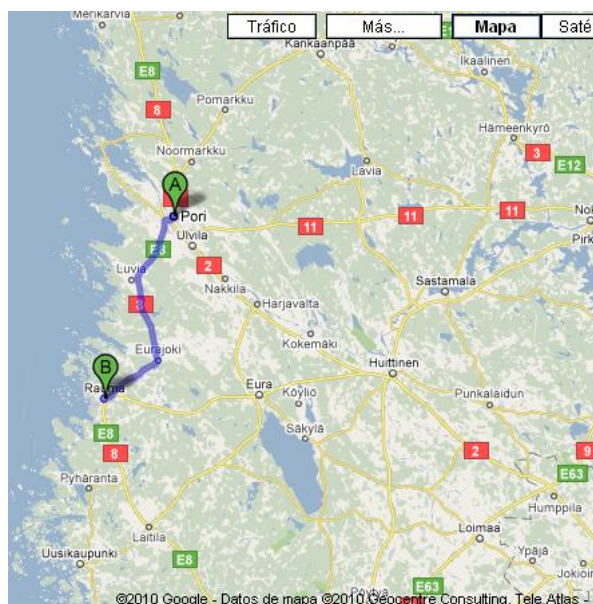 Merikarvia
Tráfico Más... Mapa Saté
Kankaanpää
E8
Ikaalinen
8
Pomarkku
Hämeenkyrö
Noormarkku
3
Lavia
E12
A
Pori
11
11
11
Nok
Ulvila
E8
Pirk
2
Luvia
Nakkila
Sastamala
8
Harjavalta
Kokemäki
Eurajoki
Huittinen
B
Rauma
Eura
Köyliö
Punkalaidun
E8
Säkylä
8
2
9
E63
Pyhäranta
Humppila
Laitila
Loimaa
Uusikaupunki
E8
Ypäjä
Jokioin
E63
Pöytyä
©2010 Google - Datos de mapa ©2010 Geocentre Consulting, Tele Atlas -